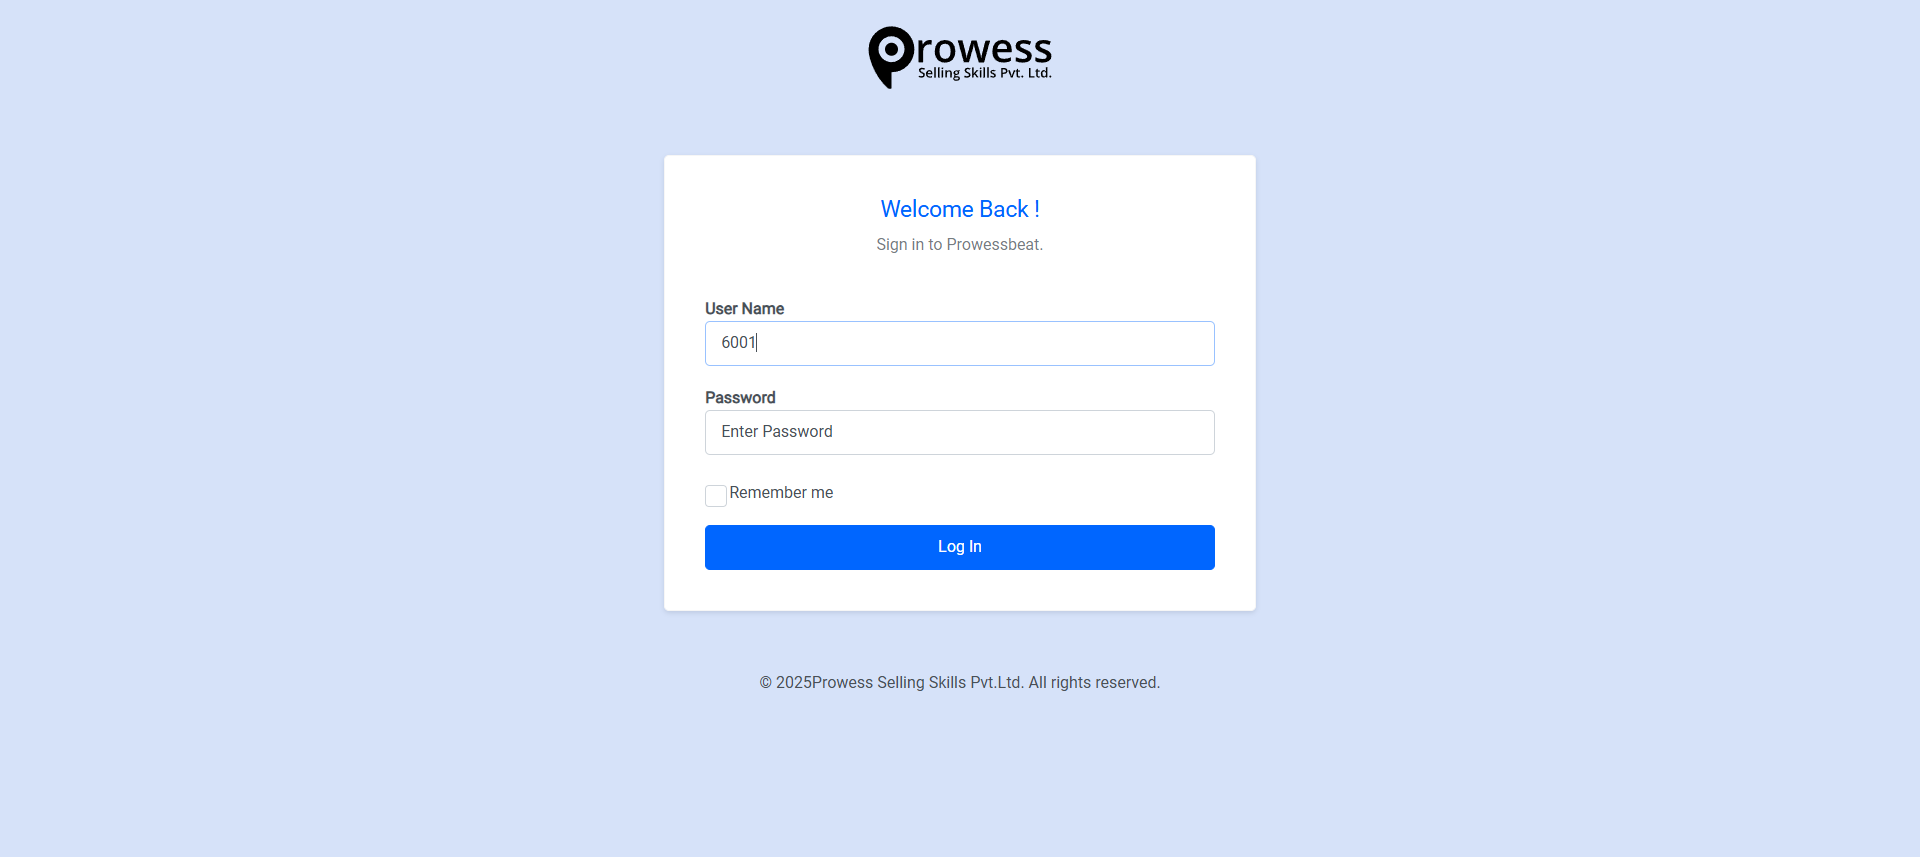 Prowess
Selling Skills Pvt. Ltd.
Welcome Back !
Sign in to Prowessbeat.
User Name
6001
Password
Enter Password
Remember me
Log In
© 2025Prowess Selling Skills Pvt.Ltd. All rights reserved.